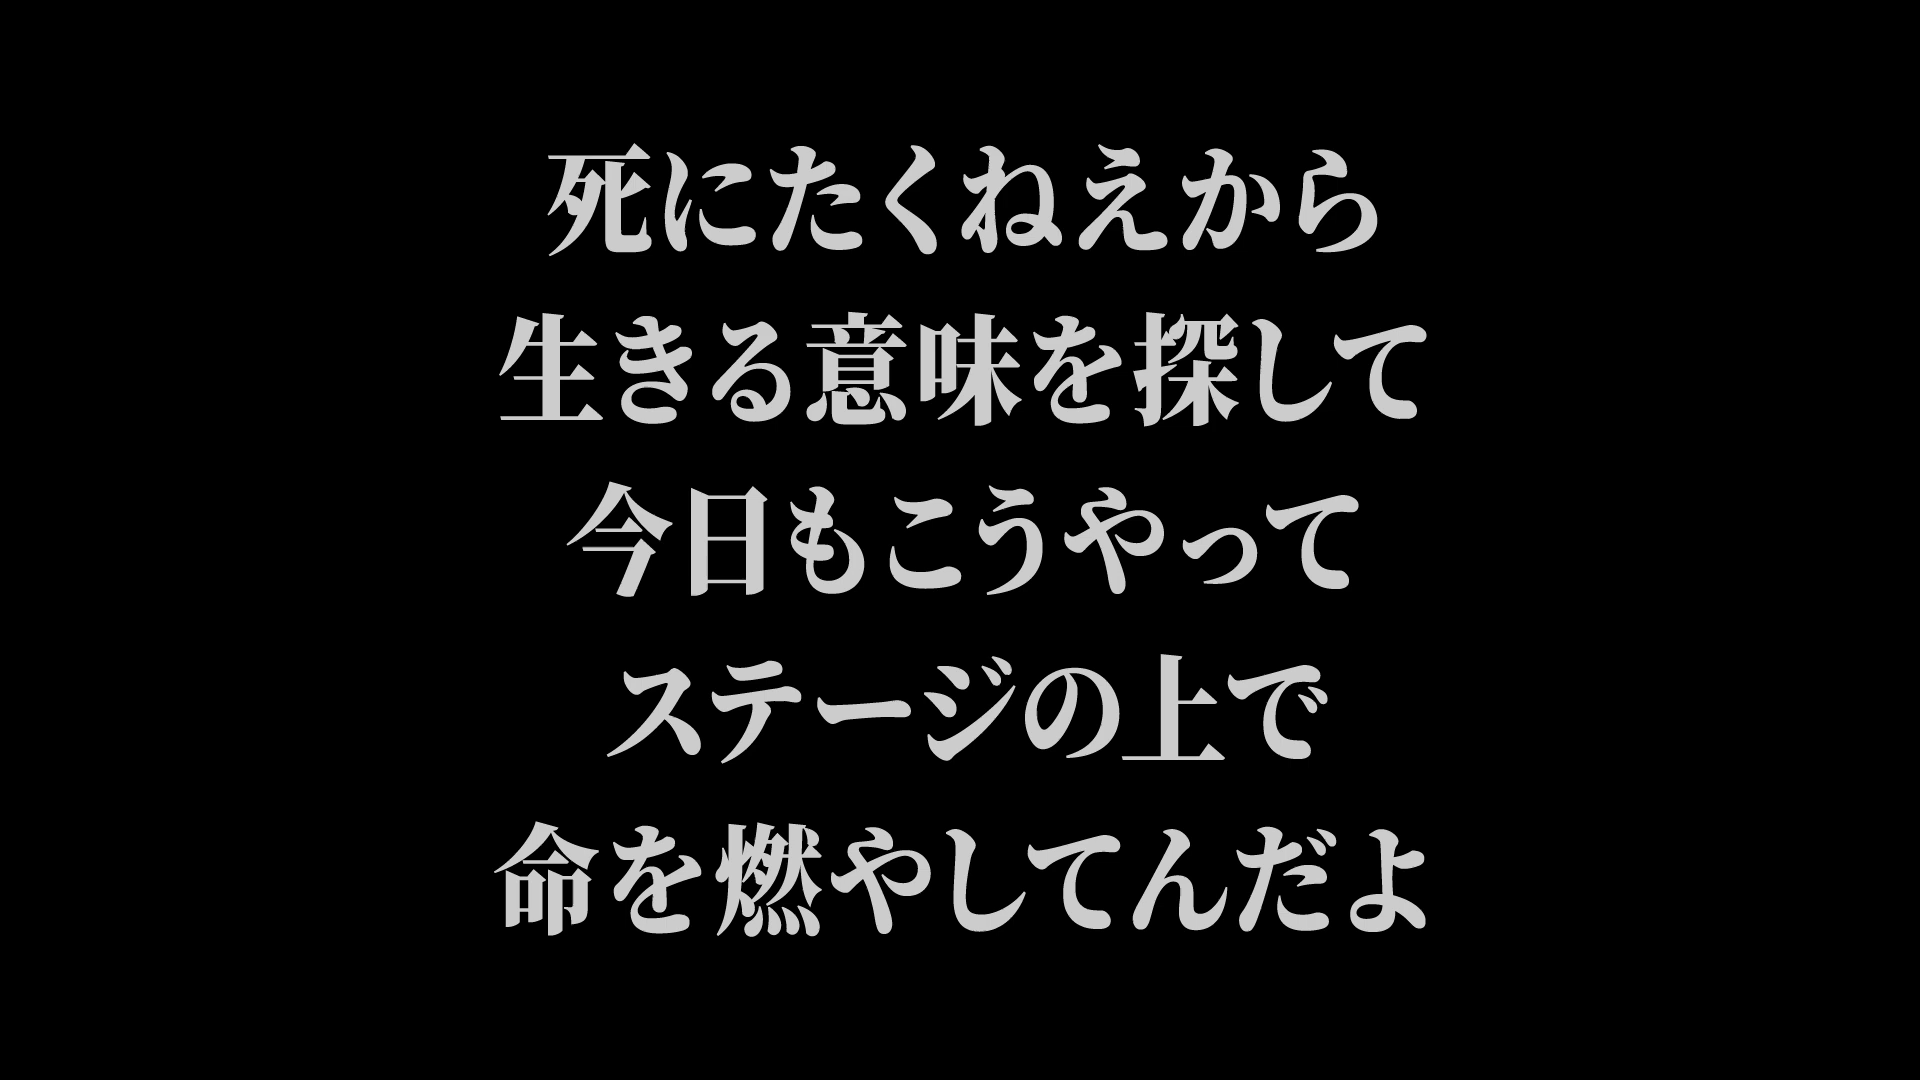 死にたくねえから
生きる意味を探して
今日もこうやって
ステージの上で
命を燃やしてんだよ